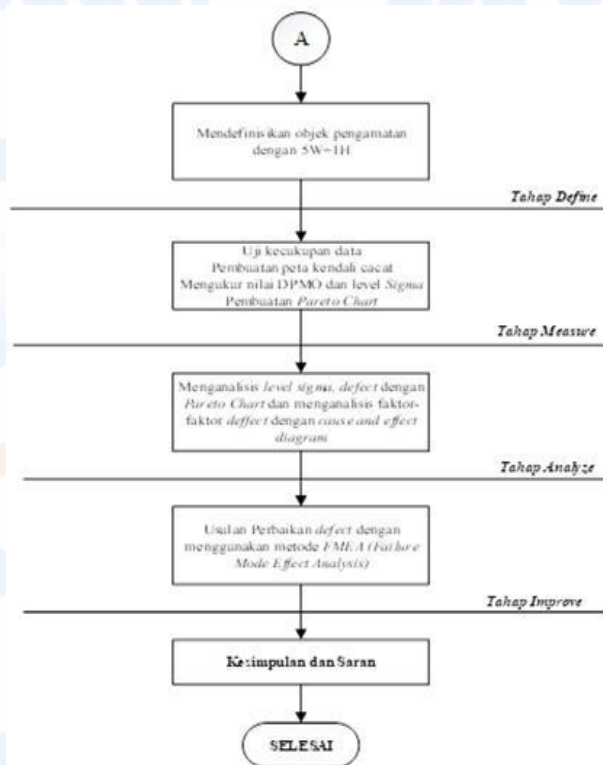 A
Mendefinisikan objek pengamatan
dengan 5W+1H
Tahap Define
Uji kecukupan data
Pembuatan peta kendali cacat
Mengukur nilai DPMO dan level Sigma
Pembuatan Pareto Chart
Tahap Measure
Menganalisis level sigma, defect dengan
Pareto Chart dan menganalisis faktor-
faktor deffect dengan cause and effect
diagram
Tahap Analyze
Usulan Perbaikan defect dengan
menggunakan metode FMEA (Failure
Mode Effect Analysis)
Tahap Improve
Kesimpulan dan Saran
SELESAI